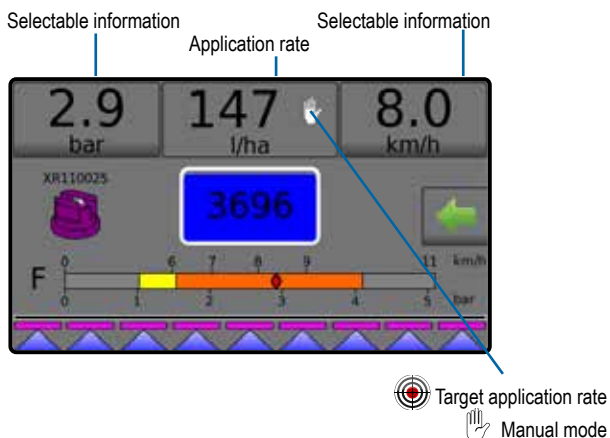 Selectable information
Application rate
Selectable information
2.9
bar
147
l/ha
8.0
km/h
XR110025
3696
F
0 6 7 8 9 11 km/h
0 1 2 3 4 5 bar
Target application rate
Manual mode